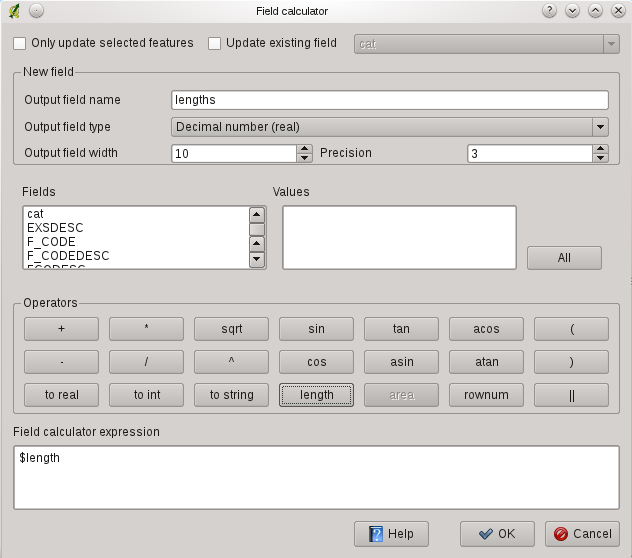 Field calculator
Only update selected features
Update existing field
cat
New field
Output field name
lengths
Output field type
Decimal number (real)
Output field width
10
Precision
3
Fields
Values
cat
EXSDESC
F_CODE
F_CODEDESC
All
Operators
+ * sqrt sin tan acos (
- / ^ cos asin atan )
to real to int to string length area rownum ||
Field calculator expression
$length
Help
OK
Cancel